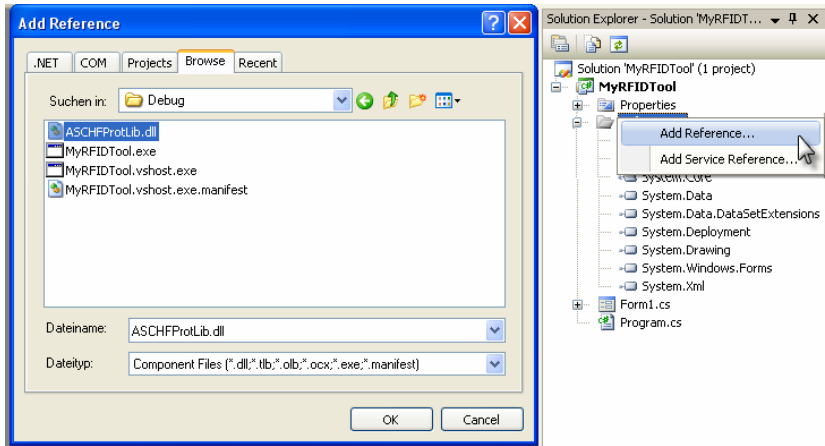 Add Reference
.NET COM Projects Browse Recent
Suchen in: Debug
ASCHFProtLib.dll
MyRFIDTool.exe
MyRFIDTool.vshost.exe
MyRFIDTool.vshost.exe.manifest
Dateiname: ASCHFProtLib.dll
Dateityp: Component Files (*.dll;*.tlb;*.olb;*.ocx;*.exe;*.manifest)
OK Cancel
Solution Explorer - Solution 'MyRFIDT...
Solution 'MyRFIDTool' (1 project)
MyRFIDTool
Properties
Add Reference...
Add Service Reference...
System.Core
System.Data
System.Data.DataSetExtensions
System.Deployment
System.Drawing
System.Windows.Forms
System.Xml
Form1.cs
Program.cs